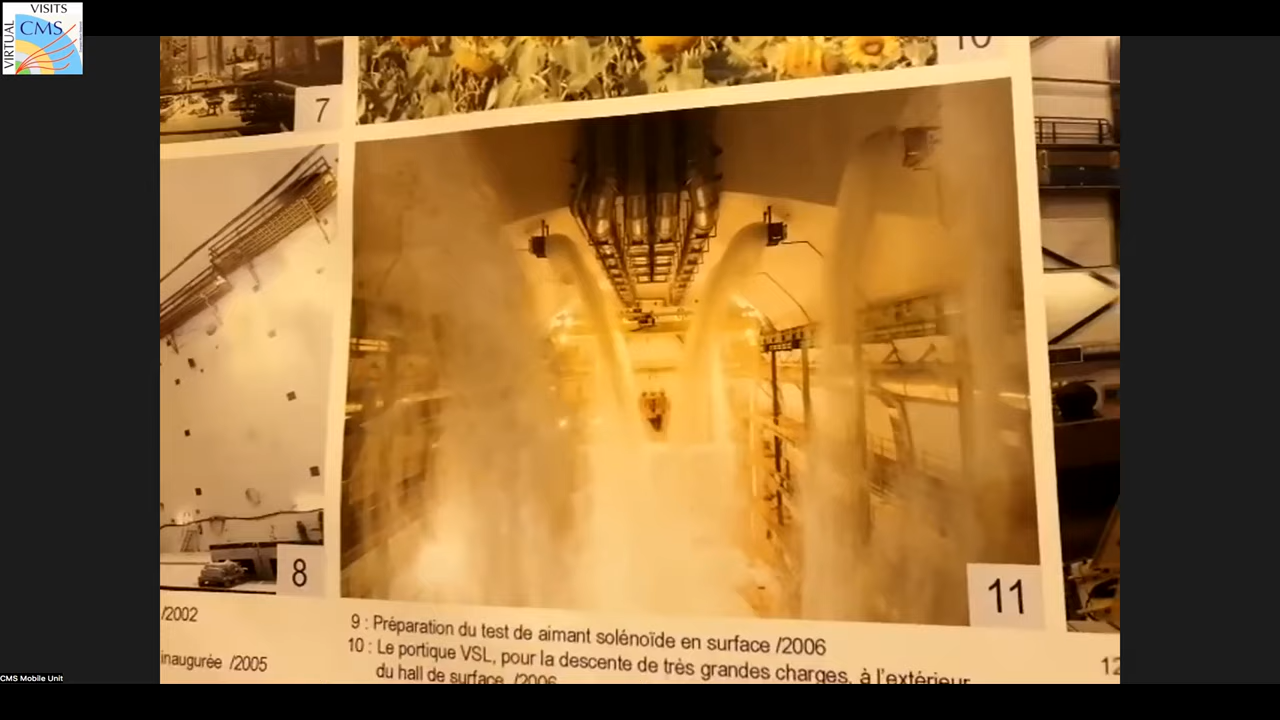 VISITS
VIRTUAL
CMS
7
10
8
11
/2002
inaugurée /2005
9 : Préparation du test de aimant solénoïde en surface /2006
10 : Le portique VSL, pour la descente de très grandes charges, à l'extérieur
du hall de surface /2006
12
CMS Mobile Unit